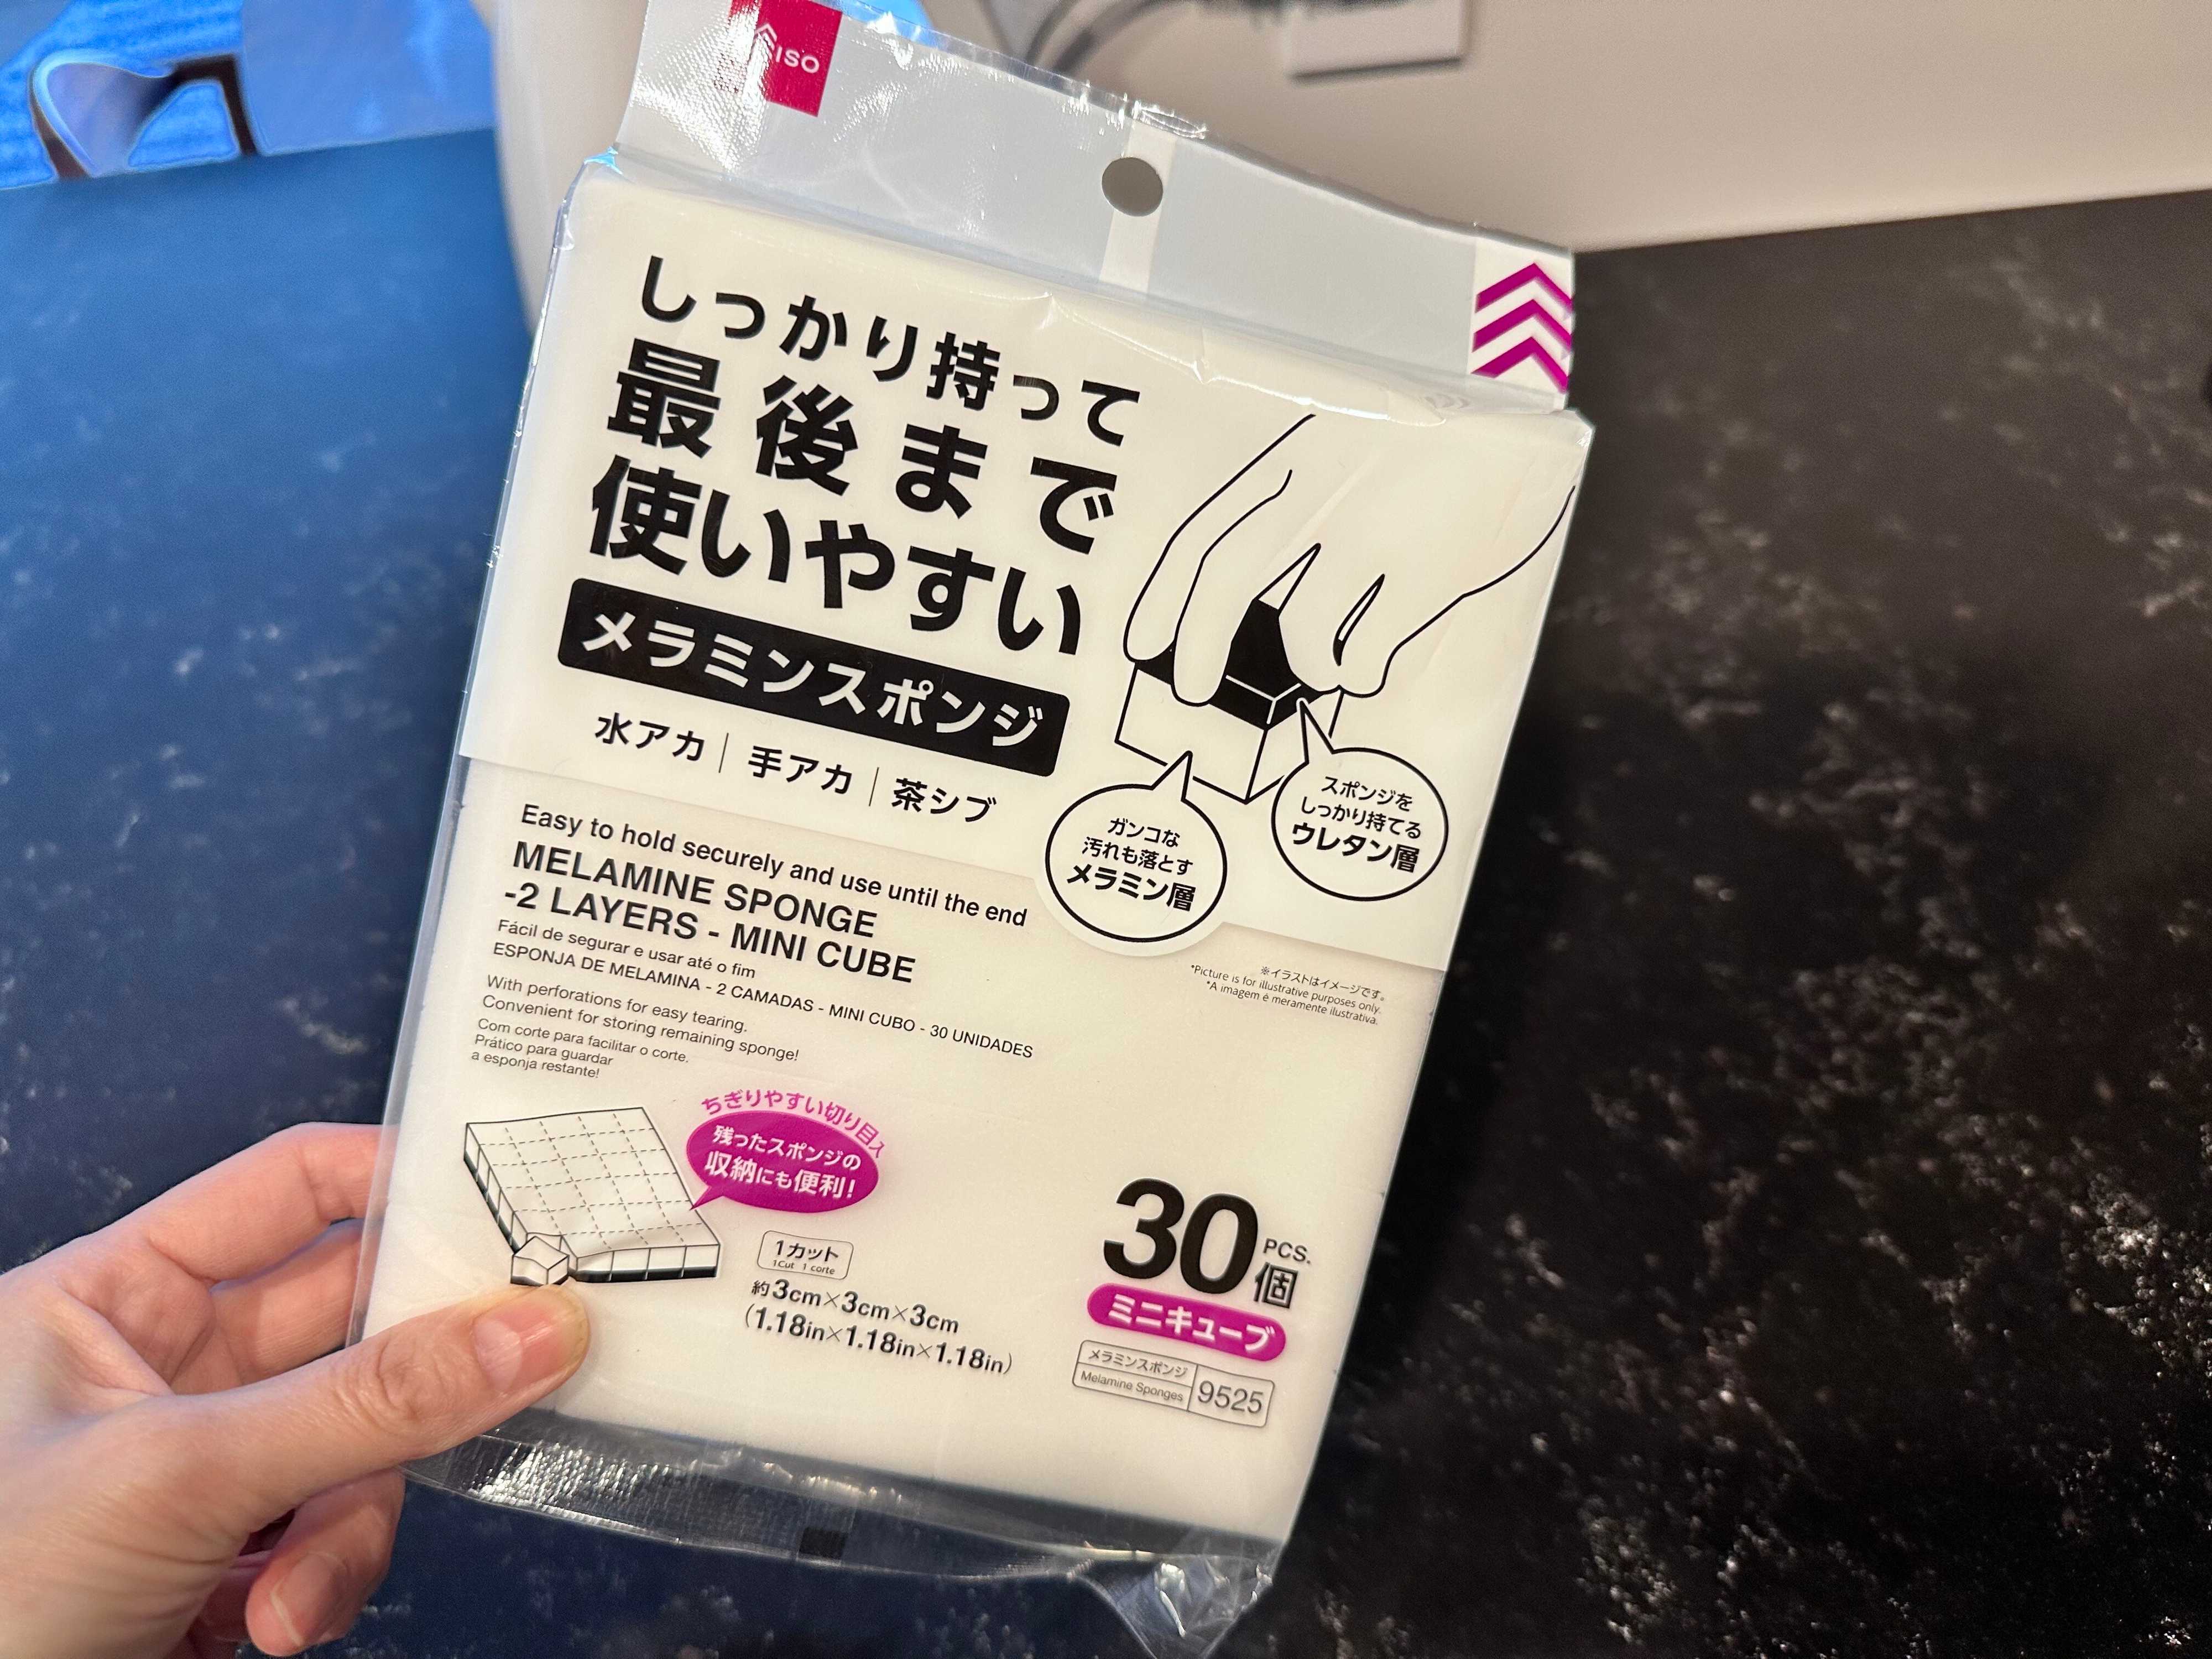 ISO
しっかり持って
最後まで
使いやすい
メラミンスポンジ
水アカ｜手アカ｜茶シブ
ガンコな
汚れも落とす
メラミン層
スポンジを
しっかり持てる
ウレタン層
Easy to hold securely and use until the end
MELAMINE SPONGE
-2 LAYERS - MINI CUBE
Fácil de segurar e usar até o fim
ESPONJA DE MELAMINA - 2 CAMADAS - MINI CUBO - 30 UNIDADES
With perforations for easy tearing.
Convenient for storing remaining sponge!
Com corte para facilitar o corte.
Prático para guardar
a esponja restante!
※イラストはイメージです。
*Picture is for illustrative purposes only.
*A imagem é meramente ilustrativa.
ちぎりやすい切り目入
残ったスポンジの
収納にも便利!
1カット
1Cut 1 corte
約3cm×3cm×3cm
(1.18in×1.18in×1.18in)
30 PCS. 個
ミニキューブ
メラミンスポンジ
Melamine Sponges
9525